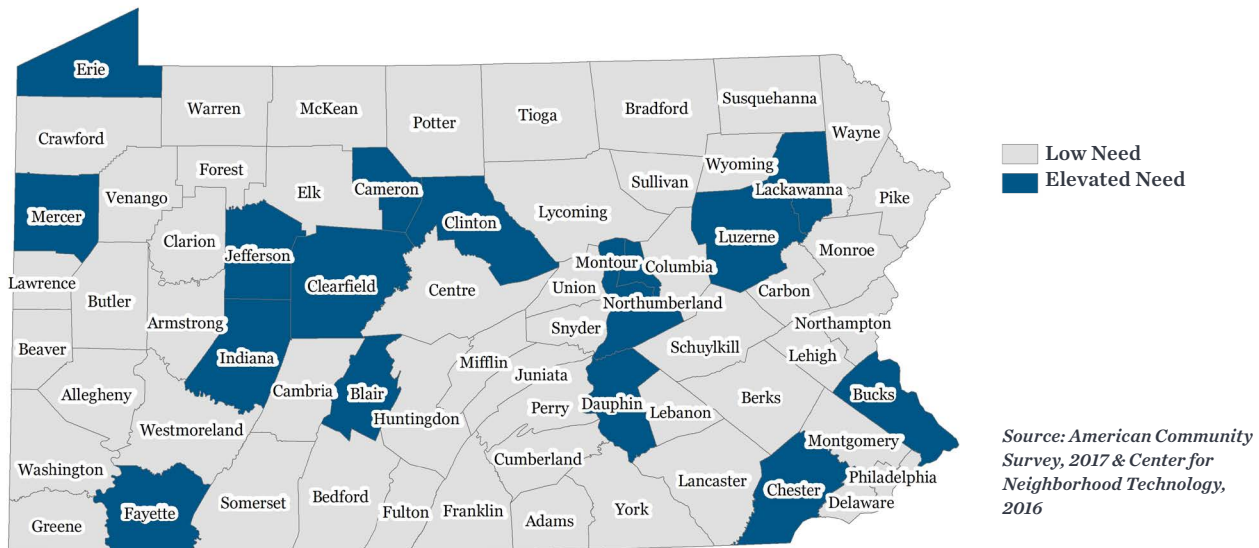 Erie
Warren
McKean
Potter
Tioga
Bradford
Susquehanna
Wayne
Crawford
Forest
Elk
Cameron
Sullivan
Wyoming
Lackawanna
Pike
Mercer
Venango
Clarion
Jefferson
Clearfield
Clinton
Lycoming
Luzerne
Monroe
Lawrence
Butler
Centre
Montour
Columbia
Union
Carbon
Armstrong
Northumberland
Snyder
Northampton
Beaver
Indiana
Schuylkill
Lehigh
Allegheny
Cambria
Blair
Mifflin
Juniata
Huntingdon
Perry
Dauphin
Lebanon
Berks
Bucks
Westmoreland
Montgomery
Washington
Cumberland
Philadelphia
Greene
Fayette
Somerset
Bedford
Fulton
Franklin
Adams
York
Lancaster
Chester
Delaware
Low Need
Elevated Need
Source: American Community
Survey, 2017 & Center for
Neighborhood Technology,
2016